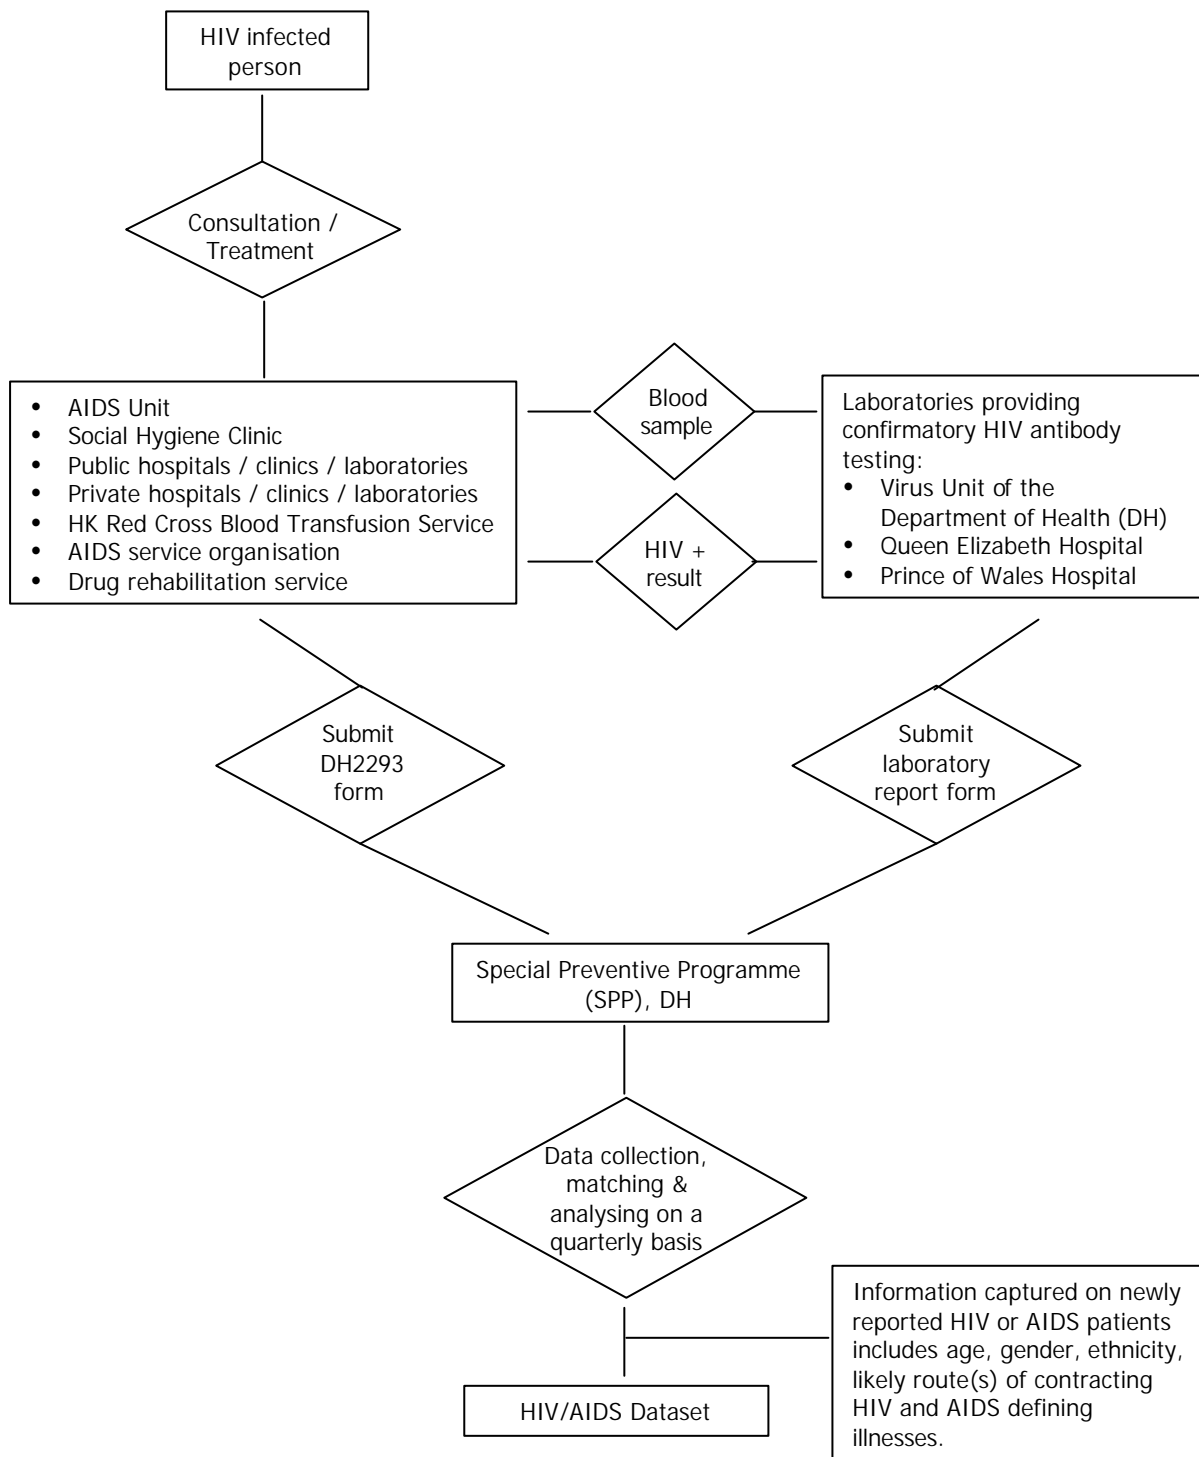 HIV infected
person
Consultation /
Treatment
• AIDS Unit
• Social Hygiene Clinic
• Public hospitals / clinics / laboratories
• Private hospitals / clinics / laboratories
• HK Red Cross Blood Transfusion Service
• AIDS service organisation
• Drug rehabilitation service
Blood
sample
HIV +
result
Laboratories providing
confirmatory HIV antibody
testing:
• Virus Unit of the
Department of Health (DH)
• Queen Elizabeth Hospital
• Prince of Wales Hospital
Submit
DH2293
form
Submit
laboratory
report form
Special Preventive Programme
(SPP), DH
Data collection,
matching &
analysing on a
quarterly basis
Information captured on newly
reported HIV or AIDS patients
includes age, gender, ethnicity,
likely route(s) of contracting
HIV and AIDS defining
illnesses.
HIV/AIDS Dataset